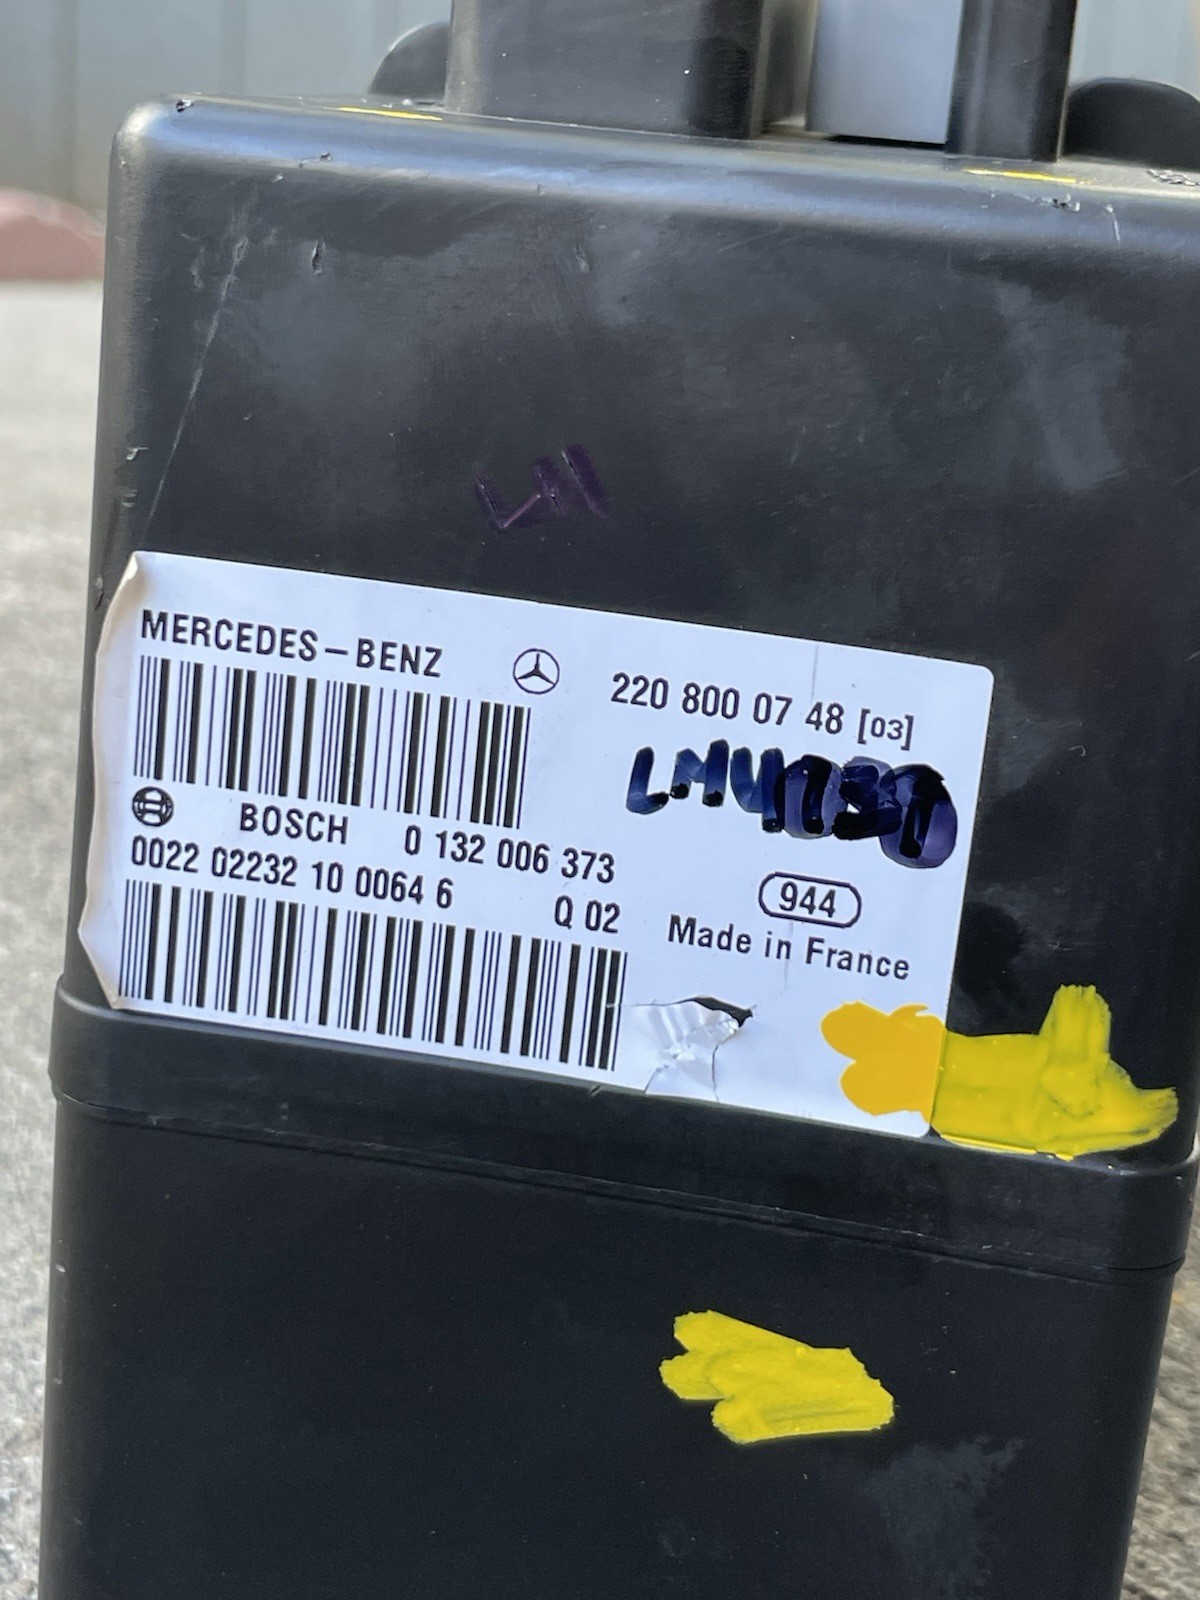 LH
MERCEDES-BENZ
220 800 07 48 [03]
BOSCH 0 132 006 373
0022 02232 10 0064 6
Q 02
944
Made in France